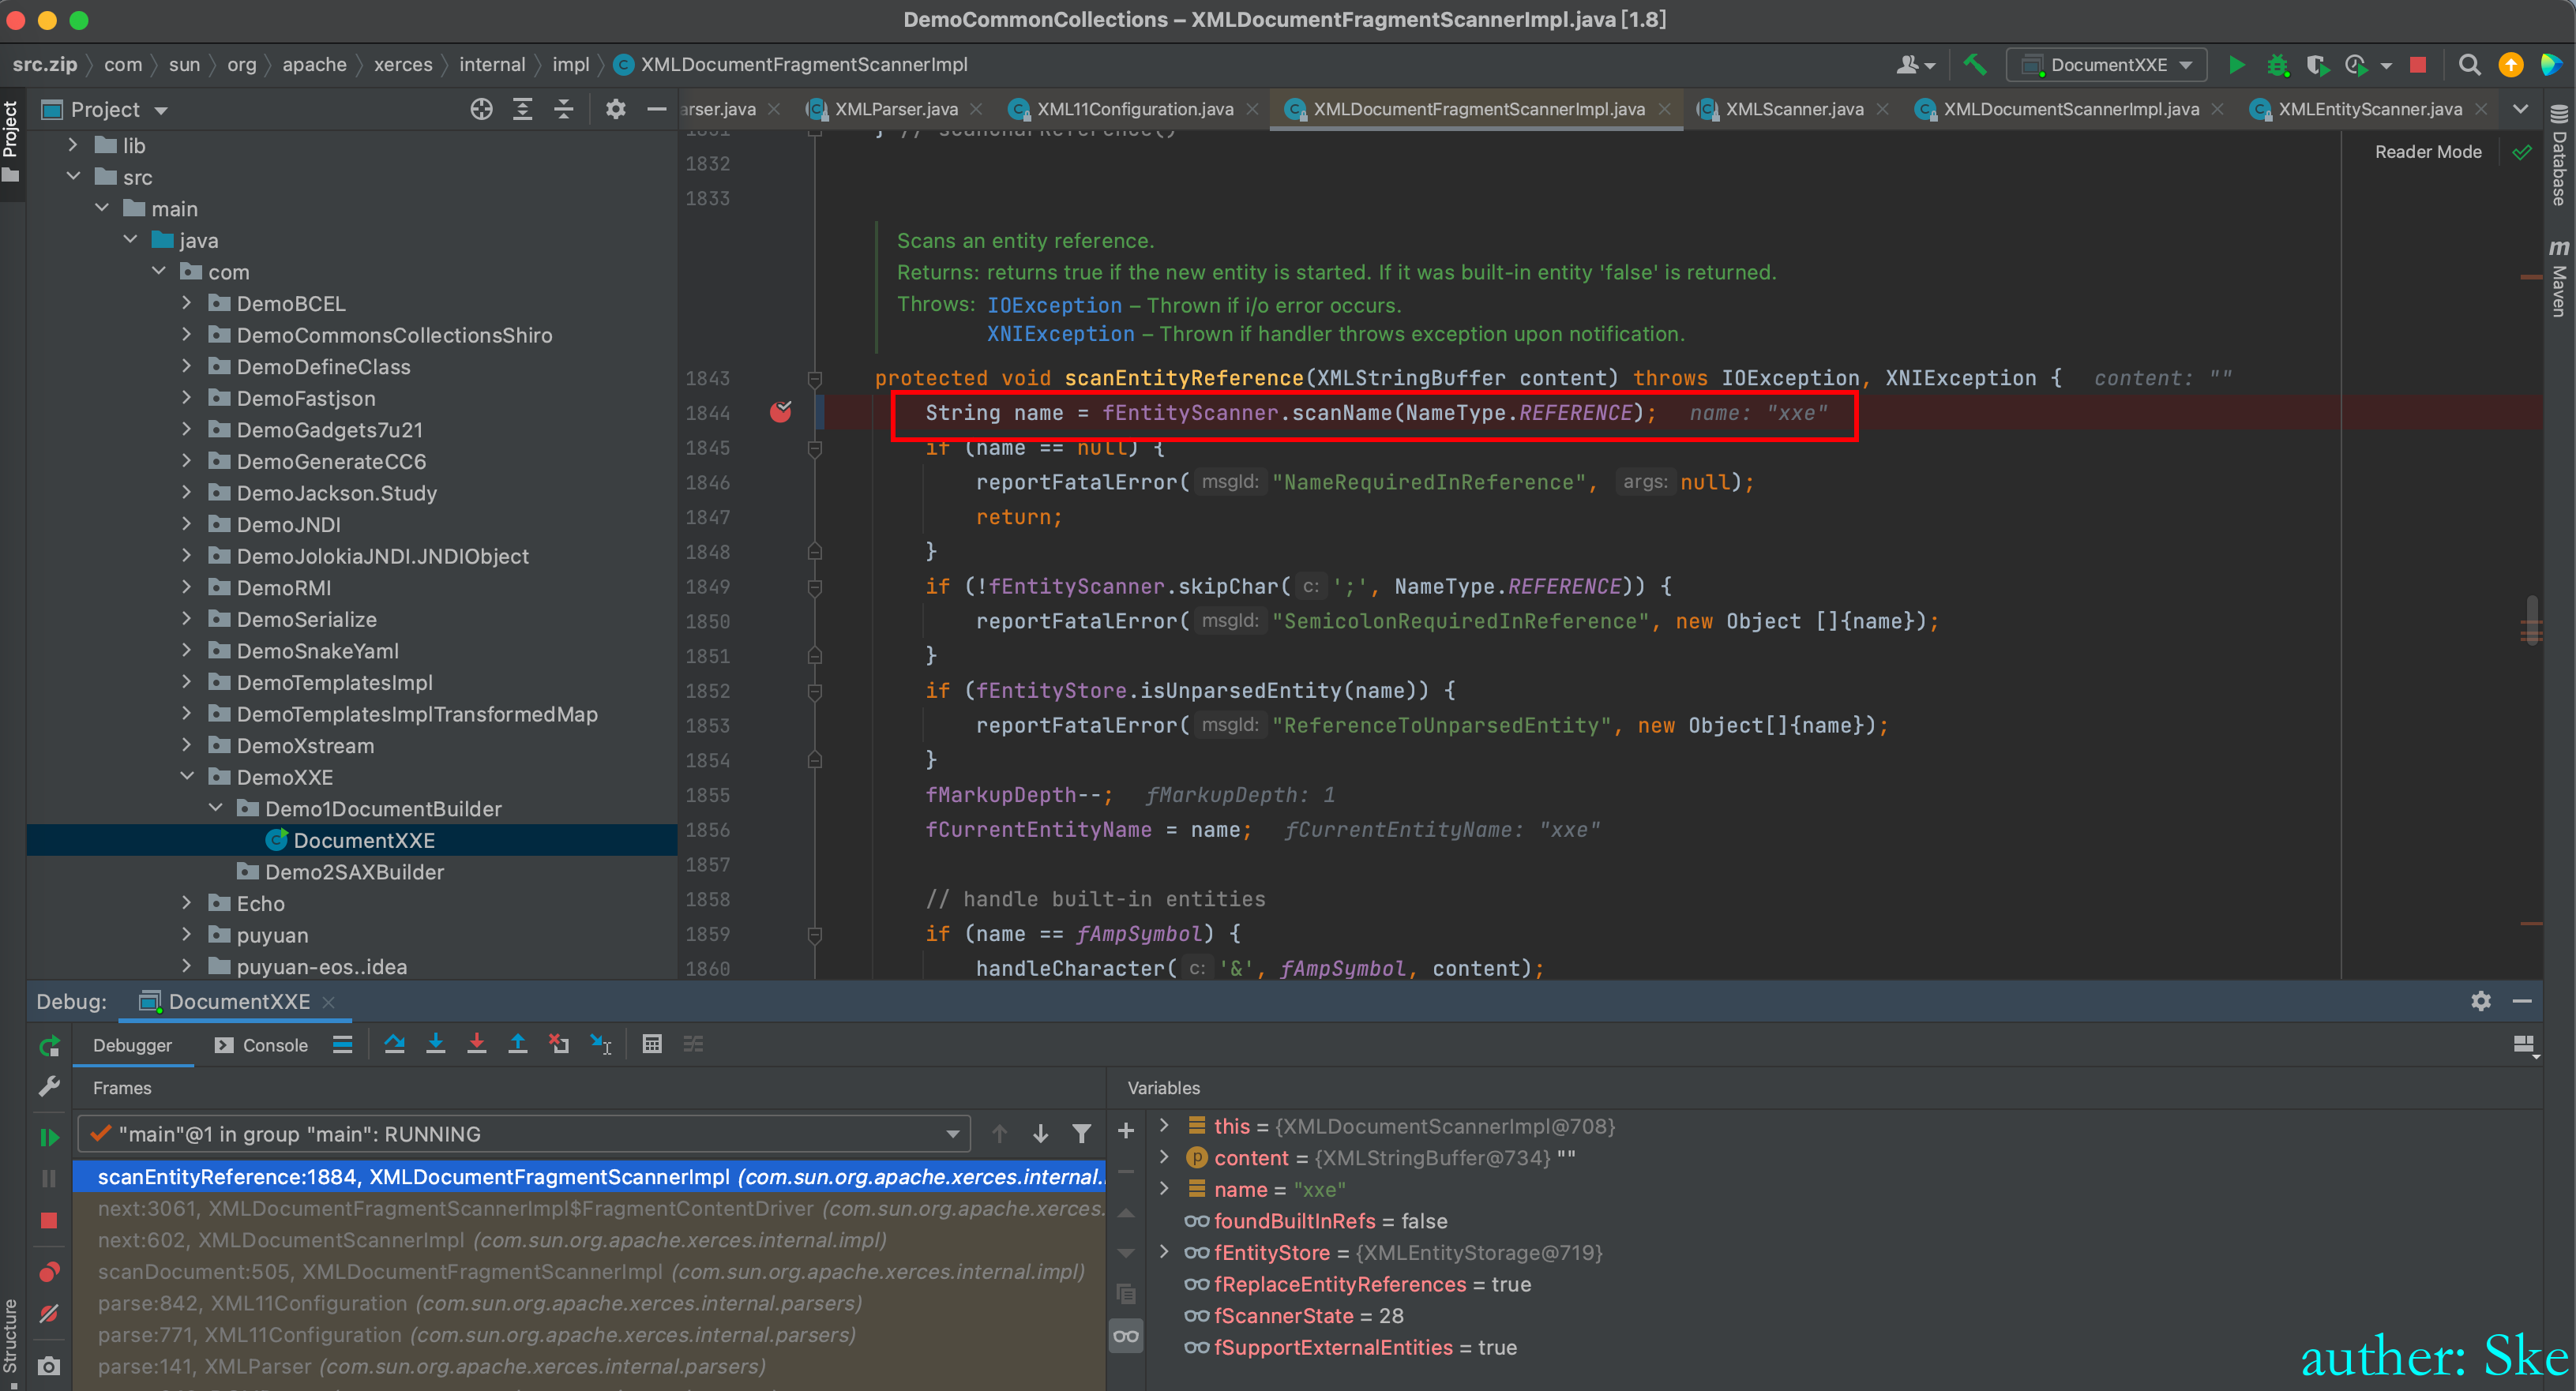 DemoCommonCollections – XMLDocumentFragmentScannerImpl.java [1.8]
src.zip com sun org apache xerces internal impl XMLDocumentFragmentScannerImpl
DocumentXXE
Project
arser.java XMLParser.java XML11Configuration.java XMLDocumentFragmentScannerImpl.java XMLScanner.java XMLDocumentScannerImpl.java XMLEntityScanner.java
Project
Structure
Database
m Maven
Reader Mode
lib
src
main
java
com
DemoBCEL
DemoCommonsCollectionsShiro
DemoDefineClass
DemoFastjson
DemoGadgets7u21
DemoGenerateCC6
DemoJackson.Study
DemoJNDI
DemoJolokiaJNDI.JNDIObject
DemoRMI
DemoSerialize
DemoSnakeYaml
DemoTemplatesImpl
DemoTemplatesImplTransformedMap
DemoXstream
DemoXXE
Demo1DocumentBuilder
DocumentXXE
Demo2SAXBuilder
Echo
puyuan
puyuan-eos..idea
1831 } // scanCharReference()
1832
1833
Scans an entity reference.
Returns: returns true if the new entity is started. If it was built-in entity 'false' is returned.
Throws: IOException – Thrown if i/o error occurs.
XNIException – Thrown if handler throws exception upon notification.
1843 protected void scanEntityReference(XMLStringBuffer content) throws IOException, XNIException { content: ""
1844 String name = fEntityScanner.scanName(NameType.REFERENCE); name: "xxe"
1845 if (name == null) {
1846 reportFatalError( msgId: "NameRequiredInReference", args: null);
1847 return;
1848 }
1849 if (!fEntityScanner.skipChar( c: ';', NameType.REFERENCE)) {
1850 reportFatalError( msgId: "SemicolonRequiredInReference", new Object []{name});
1851 }
1852 if (fEntityStore.isUnparsedEntity(name)) {
1853 reportFatalError( msgId: "ReferenceToUnparsedEntity", new Object[]{name});
1854 }
1855 fMarkupDepth--; fMarkupDepth: 1
1856 fCurrentEntityName = name; fCurrentEntityName: "xxe"
1857
1858 // handle built-in entities
1859 if (name == fAmpSymbol) {
1860 handleCharacter( c: '&', fAmpSymbol, content);
Debug: DocumentXXE
Debugger Console
Frames
"main"@1 in group "main": RUNNING
scanEntityReference:1884, XMLDocumentFragmentScannerImpl (com.sun.org.apache.xerces.internal.
next:3061, XMLDocumentFragmentScannerImpl$FragmentContentDriver (com.sun.org.apache.xerces.
next:602, XMLDocumentScannerImpl (com.sun.org.apache.xerces.internal.impl)
scanDocument:505, XMLDocumentFragmentScannerImpl (com.sun.org.apache.xerces.internal.impl)
parse:842, XML11Configuration (com.sun.org.apache.xerces.internal.parsers)
parse:771, XML11Configuration (com.sun.org.apache.xerces.internal.parsers)
parse:141, XMLParser (com.sun.org.apache.xerces.internal.parsers)
Variables
this = {XMLDocumentScannerImpl@708}
content = {XMLStringBuffer@734} ""
name = "xxe"
foundBuiltInRefs = false
fEntityStore = {XMLEntityStorage@719}
fReplaceEntityReferences = true
fScannerState = 28
fSupportExternalEntities = true
auther: Ske